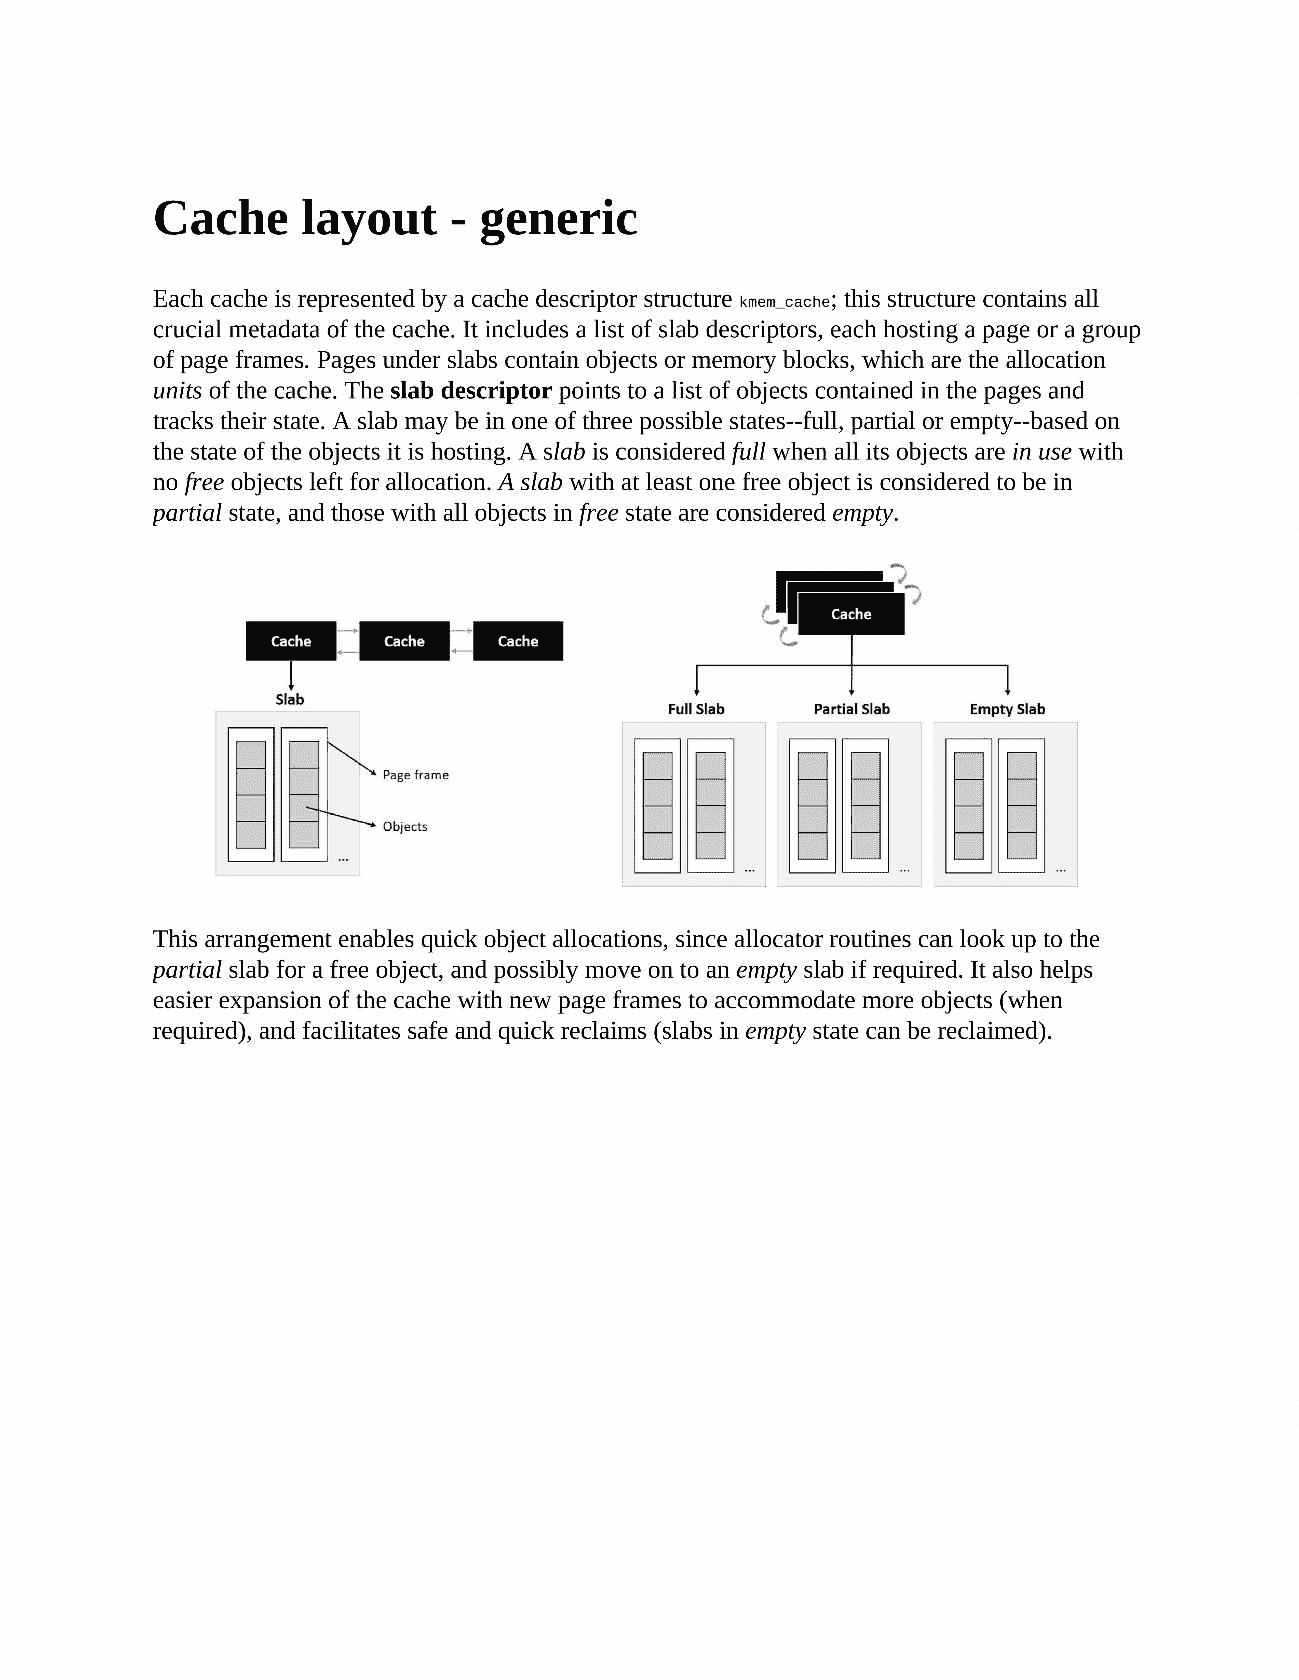 Cache layout - generic
Each cache is represented by a cache descriptor structure kmem_cache; this structure contains all
crucial metadata of the cache. It includes a list of slab descriptors, each hosting a page or a group
of page frames. Pages under slabs contain objects or memory blocks, which are the allocation
units of the cache. The slab descriptor points to a list of objects contained in the pages and
tracks their state. A slab may be in one of three possible states--full, partial or empty--based on
the state of the objects it is hosting. A slab is considered full when all its objects are in use with
no free objects left for allocation. A slab with at least one free object is considered to be in
partial state, and those with all objects in free state are considered empty.
Cache Cache Cache
Slab
Page frame
Objects
...
Cache
Full Slab Partial Slab Empty Slab
... ... ...
This arrangement enables quick object allocations, since allocator routines can look up to the
partial slab for a free object, and possibly move on to an empty slab if required. It also helps
easier expansion of the cache with new page frames to accommodate more objects (when
required), and facilitates safe and quick reclaims (slabs in empty state can be reclaimed).